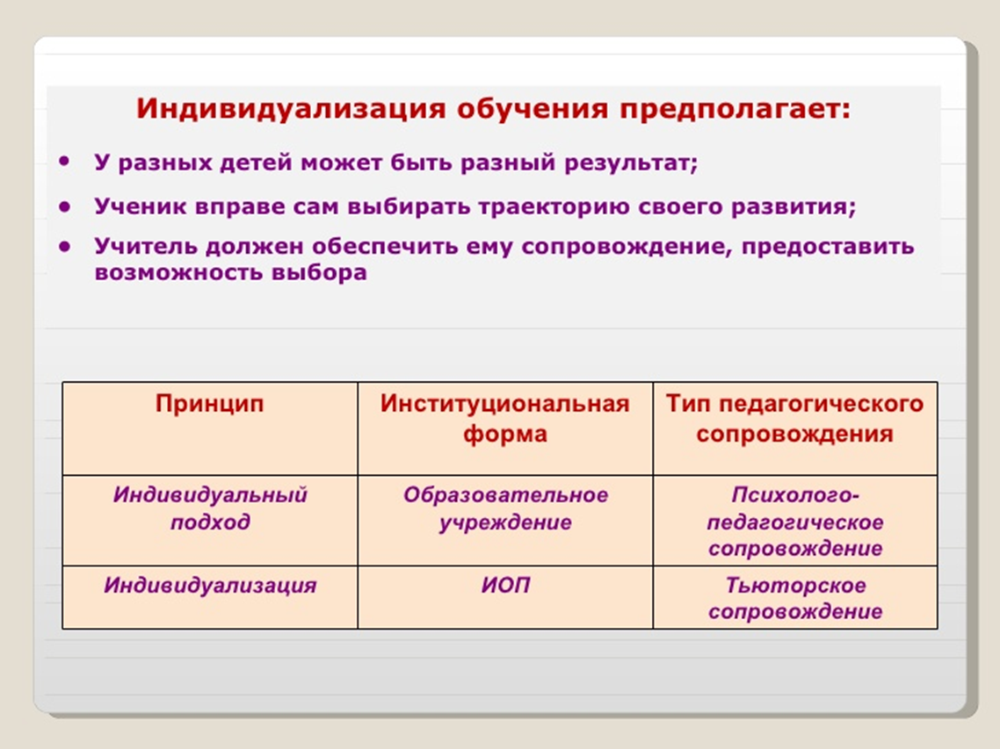 Индивидуализация обучения предполагает:
• У разных детей может быть разный результат;
• Ученик вправе сам выбирать траекторию своего развития;
• Учитель должен обеспечить ему сопровождение, предоставить
возможность выбора
Принцип
Институциональная
форма
Тип педагогического
сопровождения
Индивидуальный
подход
Образовательное
учреждение
Психолого-
педагогическое
сопровождение
Индивидуализация
ИОП
Тьюторское
сопровождение